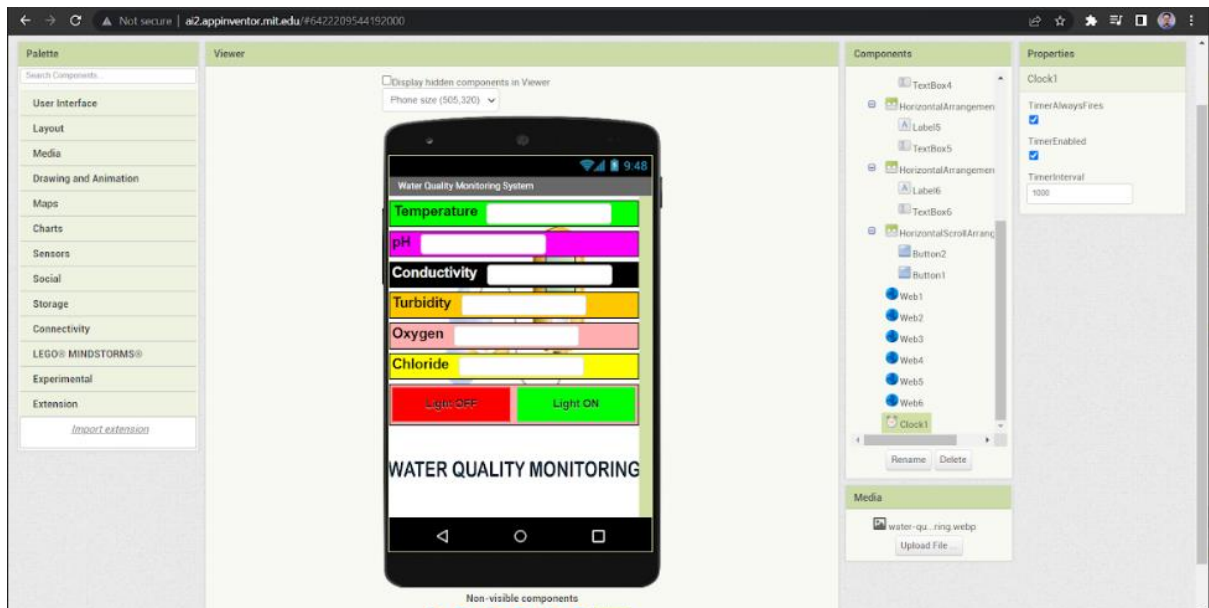 Not secure | ai2.appinventor.mit.edu/#6422209544192000
Palette
Search Components...
User Interface
Layout
Media
Drawing and Animation
Maps
Charts
Sensors
Social
Storage
Connectivity
LEGO® MINDSTORMS®
Experimental
Extension
Import extension
Viewer
Display hidden components in Viewer
Phone size (505,320)
9:48
Water Quality Monitoring System
Temperature
pH
Conductivity
Turbidity
Oxygen
Chloride
Light OFF Light ON
WATER QUALITY MONITORING
Non-visible components
Components
TextBox4
HorizontalArrangemen
Label5
TextBox5
HorizontalArrangemen
Label6
TextBox6
HorizontalScrollArrang
Button2
Button1
Web1
Web2
Web3
Web4
Web5
Web6
Clock1
Rename Delete
Media
water-qu...ring.webp
Upload File ...
Properties
Clock1
TimerAlwaysFires
TimerEnabled
TimerInterval
1000